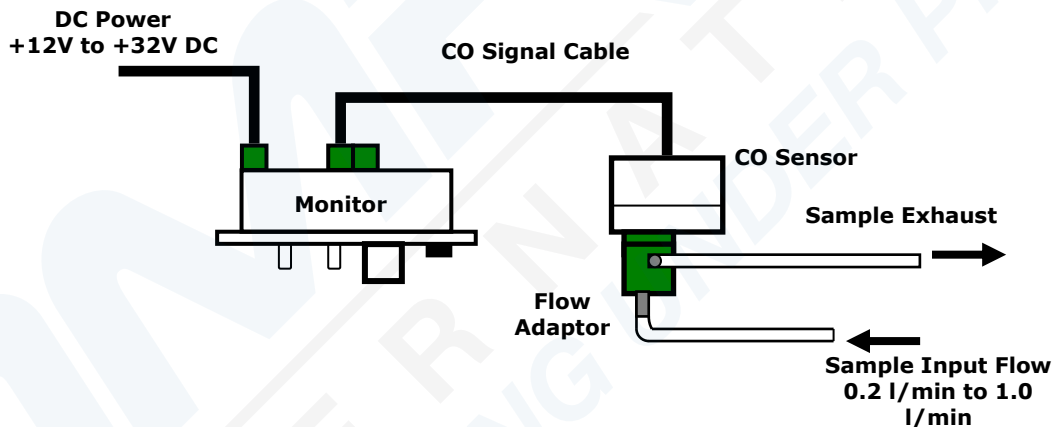 DC Power
+12V to +32V DC
CO Signal Cable
CO Sensor
Monitor
Sample Exhaust
Flow
Adaptor
Sample Input Flow
0.2 l/min to 1.0
l/min